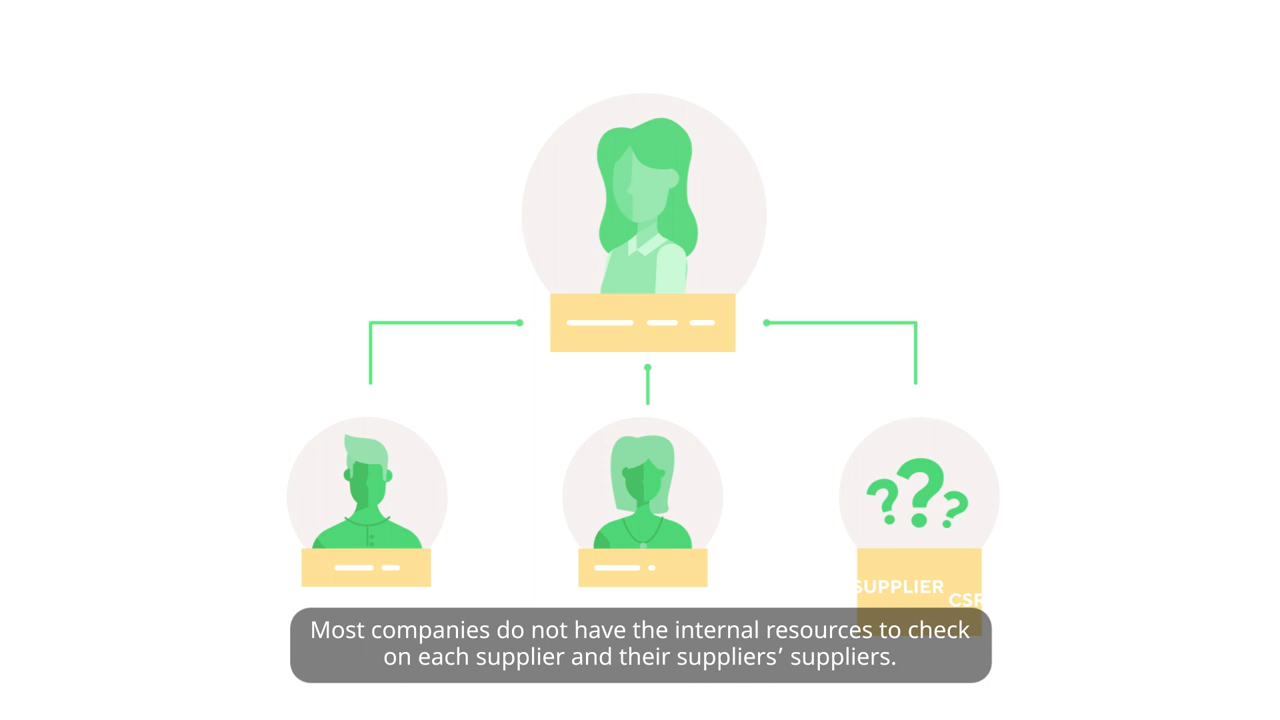 ???
SUPPLIER
CSR
Most companies do not have the internal resources to check
on each supplier and their suppliers’ suppliers.